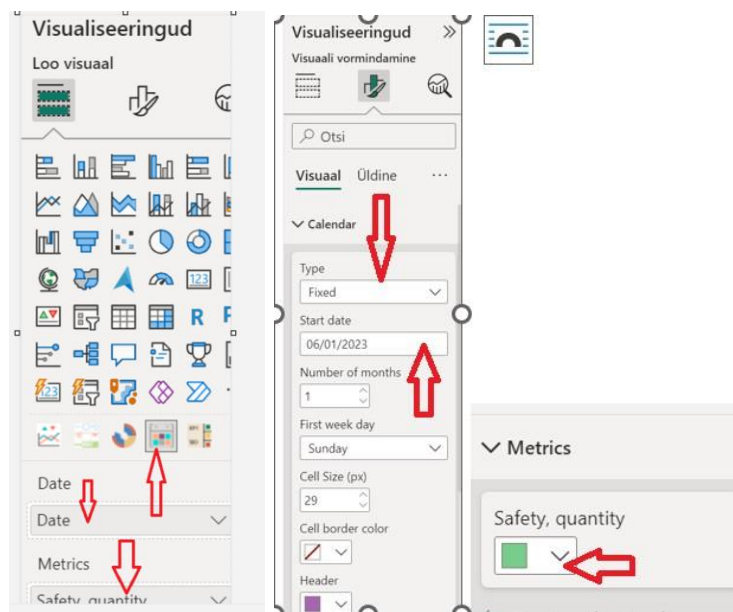 Visualiseeringud
Loo visuaal
123
R
123
Date
Date
Metrics
Safety, quantity
Visualiseeringud
Visuaali vormindamine
Otsi
Visuaal Üldine
Calendar
Type
Fixed
Start date
06/01/2023
Number of months
1
First week day
Sunday
Cell Size (px)
29
Cell border color
Header
Metrics
Safety, quantity